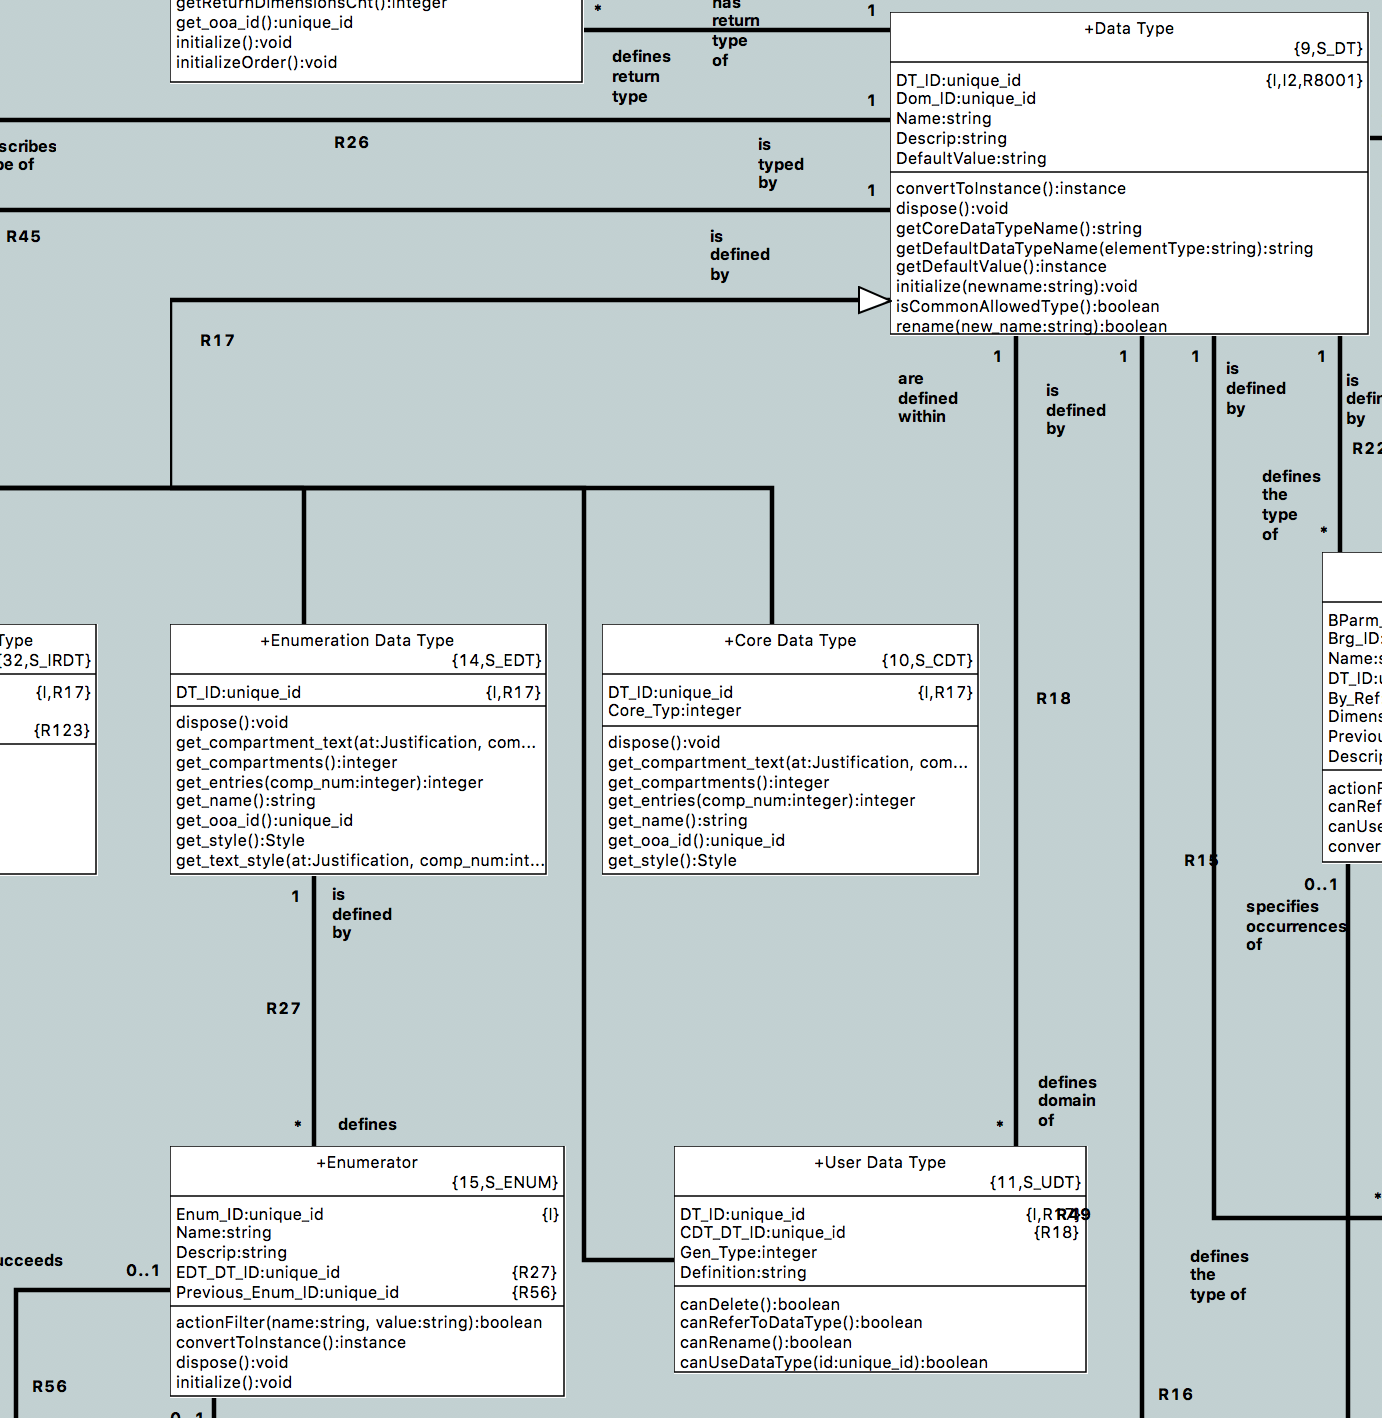 getReturnDimensionsCnt():integer
get_ooa_id():unique_id
initialize():void
initializeOrder():void
*
has
return
type
of
1
defines
return
type
1
R26
scribes
pe of
is
typed
by
1
R45
is
defined
by
R17
+Data Type
{9,S_DT}
DT_ID:unique_id {I,I2,R8001}
Dom_ID:unique_id
Name:string
Descrip:string
DefaultValue:string
convertToInstance():instance
dispose():void
getCoreDataTypeName():string
getDefaultDataTypeName(elementType:string):string
getDefaultValue():instance
initialize(newname:string):void
isCommonAllowedType():boolean
rename(new_name:string):boolean
1
are
defined
within
1
is
defined
by
1
is
defined
by
1
is
defin
by
R22
defines
the
type
of
*
Type
{32,S_IRDT}
{I,R17}
{R123}
+Enumeration Data Type
{14,S_EDT}
DT_ID:unique_id {I,R17}
dispose():void
get_compartment_text(at:Justification, com...
get_compartments():integer
get_entries(comp_num:integer):integer
get_name():string
get_ooa_id():unique_id
get_style():Style
get_text_style(at:Justification, comp_num:int...
+Core Data Type
{10,S_CDT}
DT_ID:unique_id {I,R17}
Core_Typ:integer
dispose():void
get_compartment_text(at:Justification, com...
get_compartments():integer
get_entries(comp_num:integer):integer
get_name():string
get_ooa_id():unique_id
get_style():Style
R18
BParm_
Brg_ID:
Name:s
DT_ID:u
By_Ref
Dimens
Previou
Descrip
actionF
canRef
canUse
conver
R15
0..1
specifies
occurrences
of
1
is
defined
by
R27
*
defines
defines
domain
of
*
+Enumerator
{15,S_ENUM}
Enum_ID:unique_id {I}
Name:string
Descrip:string
EDT_DT_ID:unique_id {R27}
Previous_Enum_ID:unique_id {R56}
actionFilter(name:string, value:string):boolean
convertToInstance():instance
dispose():void
initialize():void
+User Data Type
{11,S_UDT}
DT_ID:unique_id {I,R17}
R49
CDT_DT_ID:unique_id {R18}
Gen_Type:integer
Definition:string
canDelete():boolean
canReferToDataType():boolean
canRename():boolean
canUseDataType(id:unique_id):boolean
*
defines
the
type of
ucceeds
0..1
R56
0..1
R16